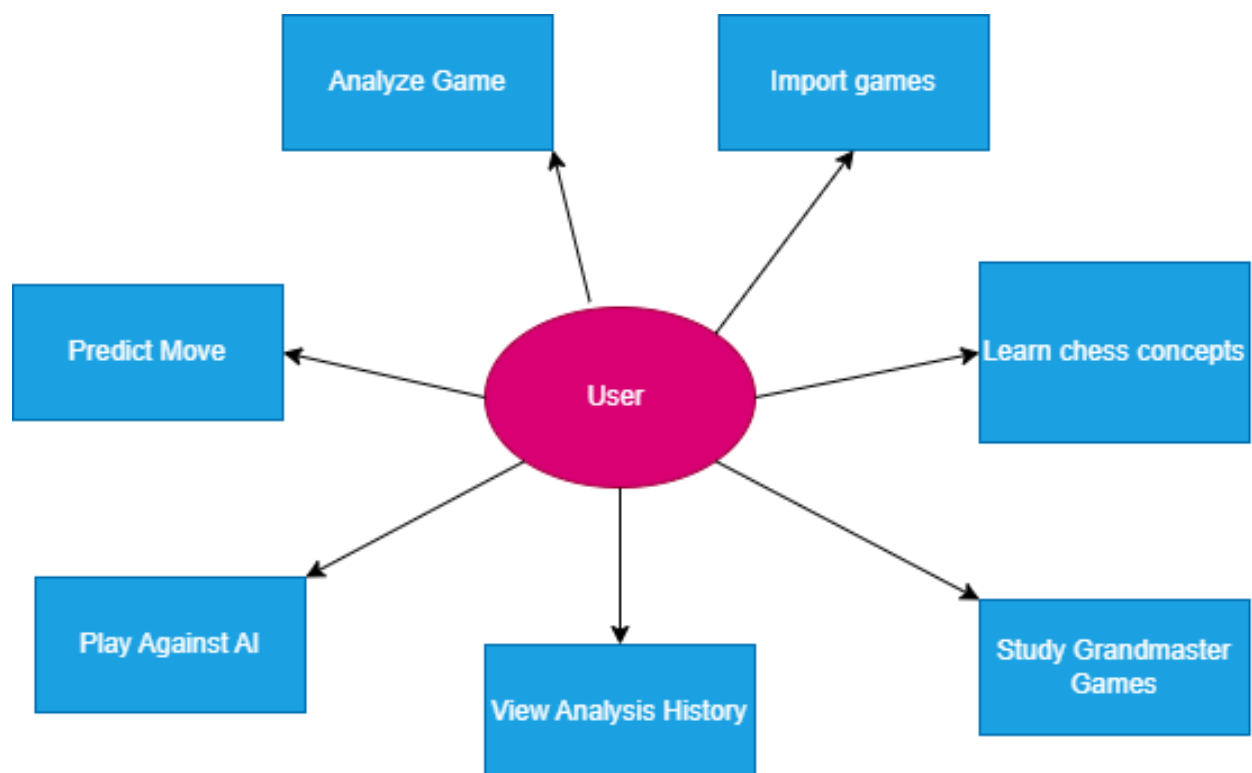 Analyze Game
Import games
Predict Move
Learn chess concepts
User
Play Against AI
View Analysis History
Study Grandmaster
Games